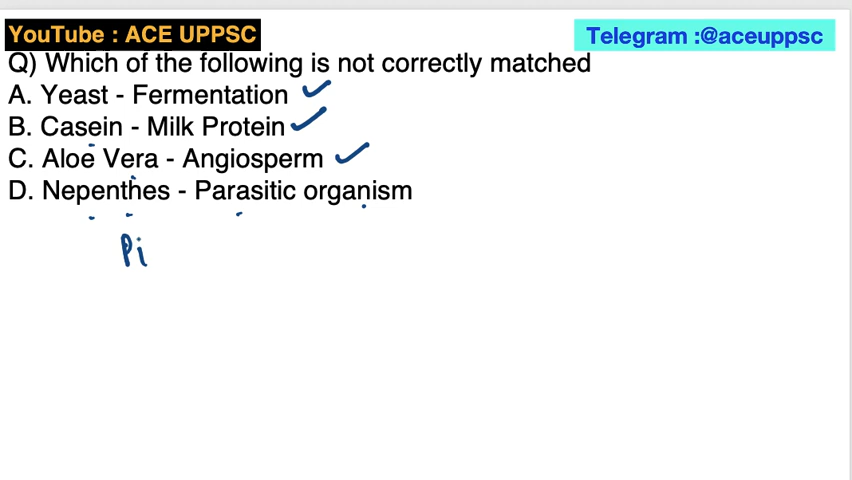 YouTube : ACE UPPSC
Telegram :@aceuppsc
Q) Which of the following is not correctly matched
A. Yeast - Fermentation
B. Casein - Milk Protein
C. Aloe Vera - Angiosperm
D. Nepenthes - Parasitic organism
Pi